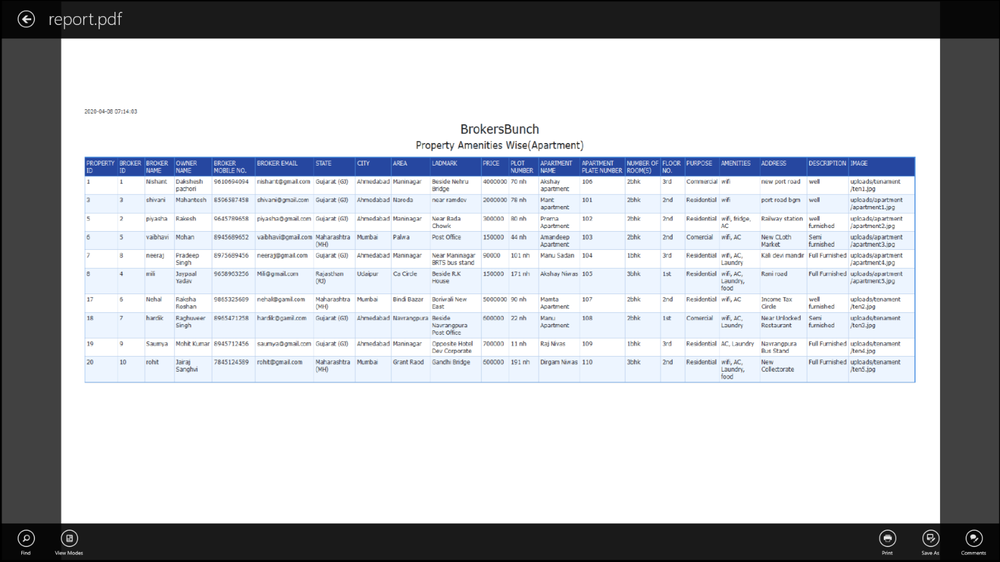 report.pdf
2020-04-08 07:14:03
BrokersBunch
Property Amenities Wise(Apartment)
PROPERTY ID BROKER ID BROKER NAME OWNER NAME BROKER MOBILE NO. BROKER EMAIL STATE CITY AREA LADMARK PRICE PLOT NUMBER APARTMENT NAME APARTMENT PLATE NUMBER NUMBER OF ROOM(S) FLOOR NO. PURPOSE AMENITIES ADDRESS DESCRIPTION IMAGE
1 1 Nishant Dakshesh pachori 9610694094 nishant@gmail.com Gujarat (GJ) Ahmedabad Maninagar Beside Nehru Bridge 4000000 70 nh Akshay apartment 106 2bhk 3rd Commercial wifi new port road well uploads/tenament /ten1.jpg
3 3 shivani Mahantesh 8596587458 shivani@gmail.com Gujarat (GJ) Ahmedabad Naroda near ramdev 2000000 78 nh Mant apartment 101 2bhk 2nd Residential wifi port road bgm well uploads/apartment /apartment1.jpg
5 2 piyasha Rakesh 9645789658 piyasha@gmail.com Gujarat (GJ) Ahmedabad Maninagar Near Bada Chowk 300000 80 nh Prerna Apartment 102 2bhk 2nd Residential wifi, fridge, AC Railway station well furnished uploads/apartment /apartment2.jpg
6 5 vaibhavi Mohan 8945689652 vaibhavi@gmail.com Maharashtra (MH) Mumbai Palwa Post Office 150000 44 nh Amandeep Apartment 103 2bhk 2nd Comercial wifi, AC New CLoth Market Semi furnished uploads/apartment /apartment3.jpg
7 8 neeraj Pradeep Singh 8975689456 neeraj@gmail.com Gujarat (GJ) Ahmedabad Maninagar Near Maninagar BRTS bus stand 90000 101 nh Manu Sadan 104 1bhk 3rd Residential wifi, AC, Laundry Kali devi mandir Full Furnished uploads/apartment /apartment4.jpg
8 4 mili Jaypaal Yadav 9658963256 Mili@gmail.com Rajasthan (RJ) Udaipur Ca Circle Beside R.K House 150000 171 nh Akshay Niwas 105 3bhk 1st Residential wifi, AC, Laundry, food Rani road Full Furnished uploads/apartment /apartment5.jpg
17 6 Nehal Raksha Roshan 9865325689 nehal@gamil.com Maharashtra (MH) Mumbai Bindi Bazar Boriwali New East 5000000 90 nh Mamta Apartment 107 2bhk 2nd Residential wifi, AC Income Tax Circle well furnished uploads/tenament /ten2.jpg
18 7 hardik Raghuveer Singh 8965471258 hardik@gamil.com Gujarat (GJ) Ahmedabad Navrangpura Beside Navrangpura Post Office 600000 22 nh Manu Apartment 108 2bhk 1st Comercial wifi, AC, Laundry Near Unlocked Restaurant Semi furnished uploads/tenament /ten3.jpg
19 9 Saumya Mohit Kumar 8945712456 saumya@gmail.com Gujarat (GJ) Ahmedabad Maninagar Opposite Hotel Dev Corporate 700000 11 nh Raj Nivas 109 1bhk 3rd Residential AC, Laundry Navrangpura Bus Stand Full Furnished uploads/tenament /ten4.jpg
20 10 rohit Jairaj Sanghvi 7845124589 rohit@gmail.com Maharashtra (MH) Mumbai Grant Raod Gandhi Bridge 600000 191 nh Dirgam Niwas 110 3bhk 2nd Residential wifi, AC, Laundry, food New Collectorate Full Furnished uploads/tenament /ten5.jpg
Find View Modes Print Save As Comments